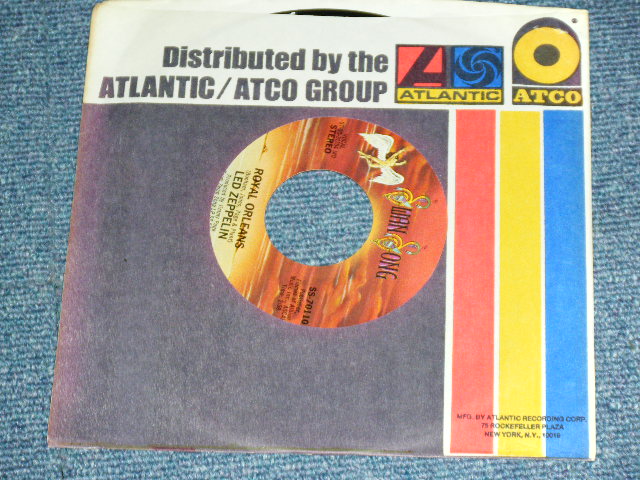 Distributed by the
ATLANTIC/ATCO GROUP
ATLANTIC
ATCO
STEREO
SWAN SONG
ROYAL ORLEANS
LED ZEPPELIN
SS-70110
MFG. BY ATLANTIC RECORDING CORP.
75 ROCKEFELLER PLAZA
NEW YORK, N.Y., 10019